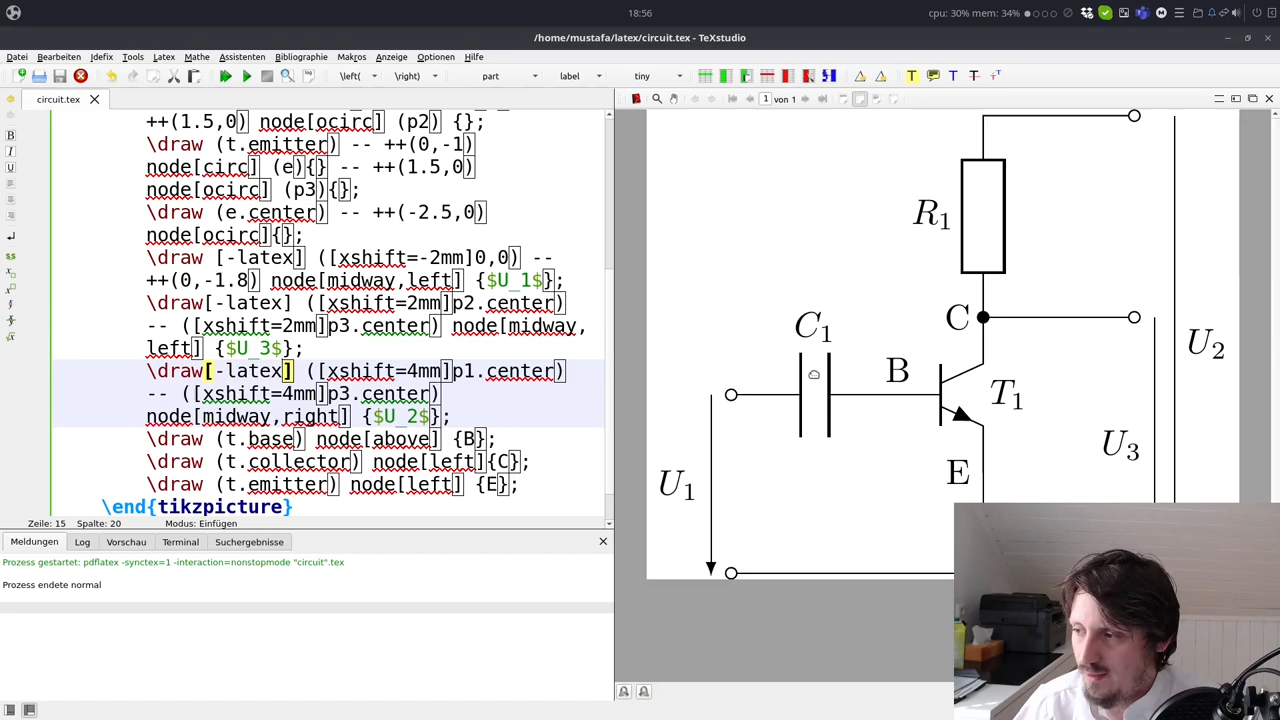 18:56
cpu: 30% mem: 34%
/home/mustafa/latex/circuit.tex - TeXstudio
Datei Bearbeiten Idefix Tools Latex Mathe Assistenten Bibliographie Makros Anzeige Optionen Hilfe
\left( \right) part label tiny
circuit.tex
1 von 1
++(1.5,0) node[ocirc] (p2) {};
\draw (t.emitter) -- ++(0,-1)
node[circ] (e){} -- ++(1.5,0)
node[ocirc] (p3){};
\draw (e.center) -- ++(-2.5,0)
node[ocirc]{};
\draw [-latex] ([xshift=-2mm]0,0) --
++(0,-1.8) node[midway,left] {$U_1$};
\draw[-latex] ([xshift=2mm]p2.center)
-- ([xshift=2mm]p3.center) node[midway,
left] {$U_3$};
\draw[-latex] ([xshift=4mm]p1.center)
-- ([xshift=4mm]p3.center)
node[midway,right] {$U_2$};
\draw (t.base) node[above] {B};
\draw (t.collector) node[left]{C};
\draw (t.emitter) node[left] {E};
\end{tikzpicture}
Zeile: 15 Spalte: 20 Modus: Einfügen
Meldungen Log Vorschau Terminal Suchergebnisse
Prozess gestartet: pdflatex -synctex=1 -interaction=nonstopmode "circuit".tex
Prozess endete normal
R1
C
C1
U2
B
T1
U3
E
U1